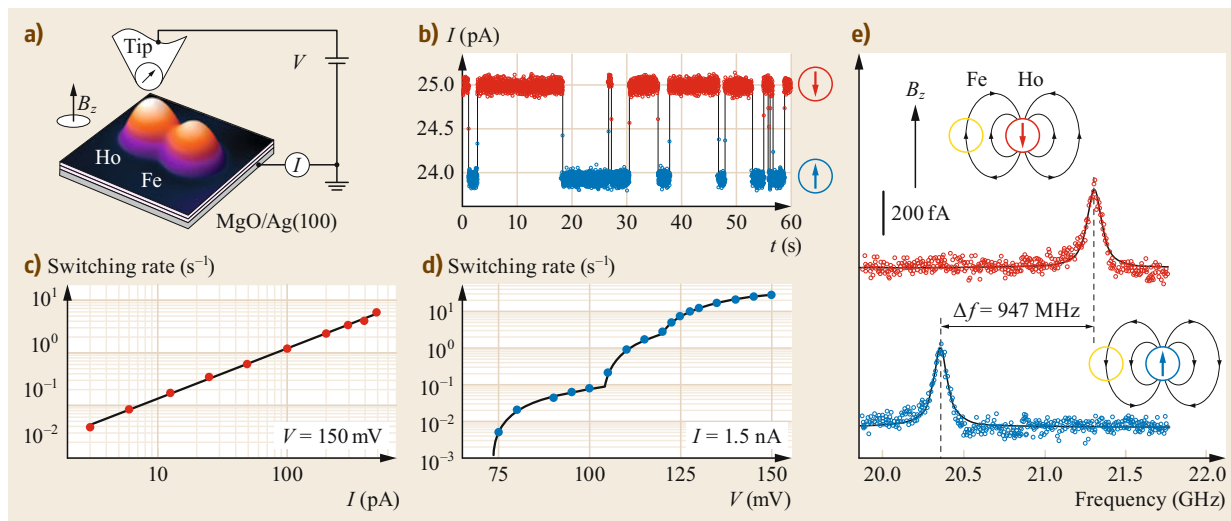 a)
Tip
V
B_z
Ho
Fe
I
MgO/Ag(100)
b) I (pA)
25.0
24.5
24.0
0 10 20 30 40 50 60
t (s)
c) Switching rate (s⁻¹)
10¹
10⁰
10⁻¹
10⁻²
V = 150 mV
10 100
I (pA)
d) Switching rate (s⁻¹)
10¹
10⁰
10⁻¹
10⁻²
10⁻³
I = 1.5 nA
50 75 100 125 150
V (mV)
e)
Fe Ho
B_z
200 fA
Δf = 947 MHz
20.0 20.5 21.0 21.5 22.0
Frequency (GHz)